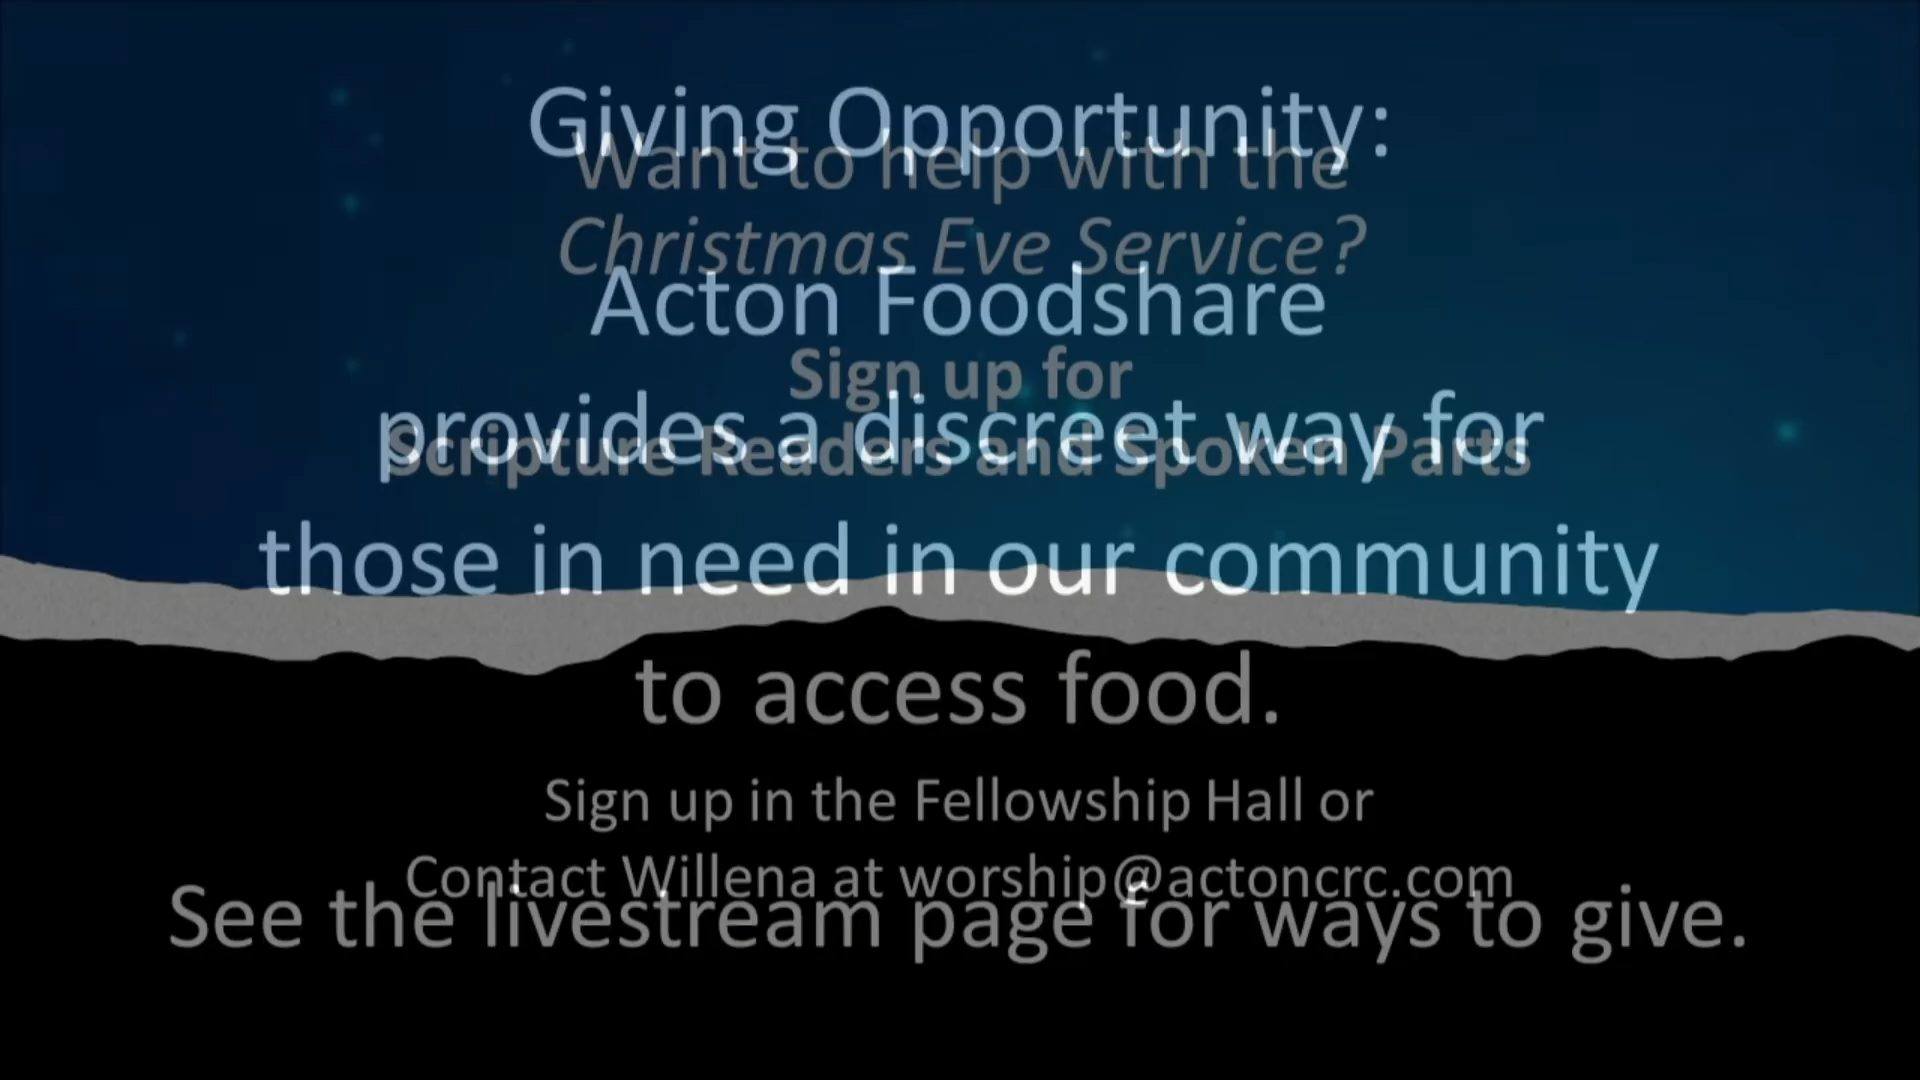 Giving Opportunity:
Want to help with the
Christmas Eve Service?
Acton Foodshare
Sign up for
provides a discreet way for
Scripture Readers and Spoken Parts
those in need in our community
to access food.
Sign up in the Fellowship Hall or
Contact Willena at worship@actoncrc.com
See the livestream page for ways to give.